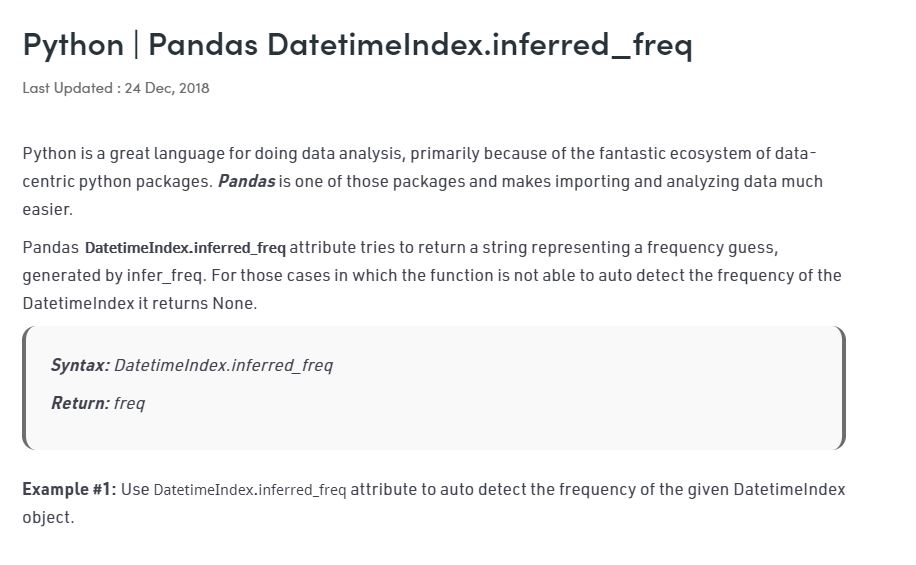 Python | Pandas DatetimeIndex.inferred_freq
Last Updated : 24 Dec, 2018
Python is a great language for doing data analysis, primarily because of the fantastic ecosystem of data-
centric python packages. Pandas is one of those packages and makes importing and analyzing data much
easier.
Pandas DatetimeIndex.inferred_freq attribute tries to return a string representing a frequency guess,
generated by infer_freq. For those cases in which the function is not able to auto detect the frequency of the
DatetimeIndex it returns None.
Syntax: DatetimeIndex.inferred_freq
Return: freq
Example #1: Use DatetimeIndex.inferred_freq attribute to auto detect the frequency of the given DatetimeIndex
object.